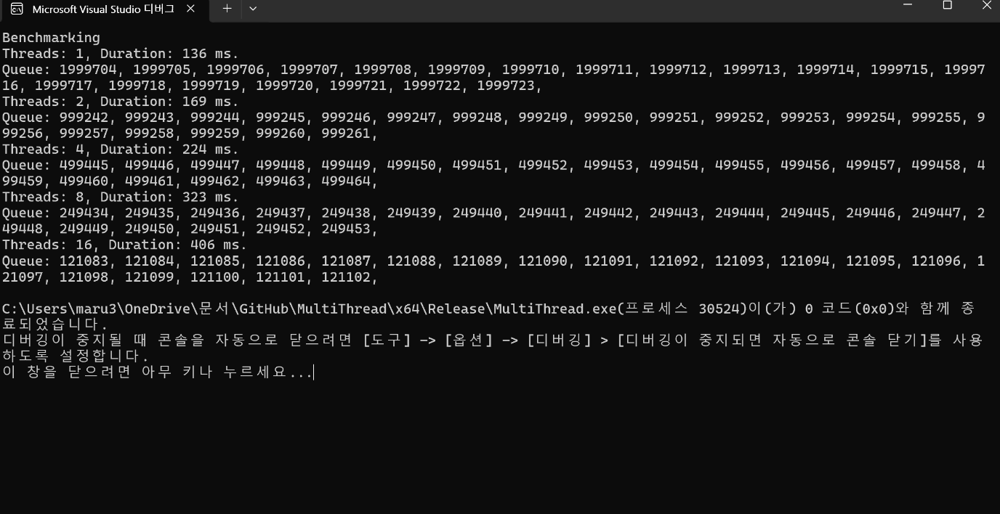 Microsoft Visual Studio 디버그
Benchmarking
Threads: 1, Duration: 136 ms.
Queue: 1999704, 1999705, 1999706, 1999707, 1999708, 1999709, 1999710, 1999711, 1999712, 1999713, 1999714, 1999715, 19997
16, 1999717, 1999718, 1999719, 1999720, 1999721, 1999722, 1999723,
Threads: 2, Duration: 169 ms.
Queue: 999242, 999243, 999244, 999245, 999246, 999247, 999248, 999249, 999250, 999251, 999252, 999253, 999254, 999255, 9
99256, 999257, 999258, 999259, 999260, 999261,
Threads: 4, Duration: 224 ms.
Queue: 499445, 499446, 499447, 499448, 499449, 499450, 499451, 499452, 499453, 499454, 499455, 499456, 499457, 499458, 4
99459, 499460, 499461, 499462, 499463, 499464,
Threads: 8, Duration: 323 ms.
Queue: 249434, 249435, 249436, 249437, 249438, 249439, 249440, 249441, 249442, 249443, 249444, 249445, 249446, 249447, 2
49448, 249449, 249450, 249451, 249452, 249453,
Threads: 16, Duration: 406 ms.
Queue: 121083, 121084, 121085, 121086, 121087, 121088, 121089, 121090, 121091, 121092, 121093, 121094, 121095, 121096, 1
21097, 121098, 121099, 121100, 121101, 121102,
C:\Users\maru3\OneDrive\문서\GitHub\MultiThread\x64\Release\MultiThread.exe(프로세스 30524)이(가) 0 코드(0x0)와 함께 종
료되었습니다.
디버깅이 중지될 때 콘솔을 자동으로 닫으려면 [도구] -> [옵션] -> [디버깅] > [디버깅이 중지되면 자동으로 콘솔 닫기]를 사용
하도록 설정합니다.
이 창을 닫으려면 아무 키나 누르세요...